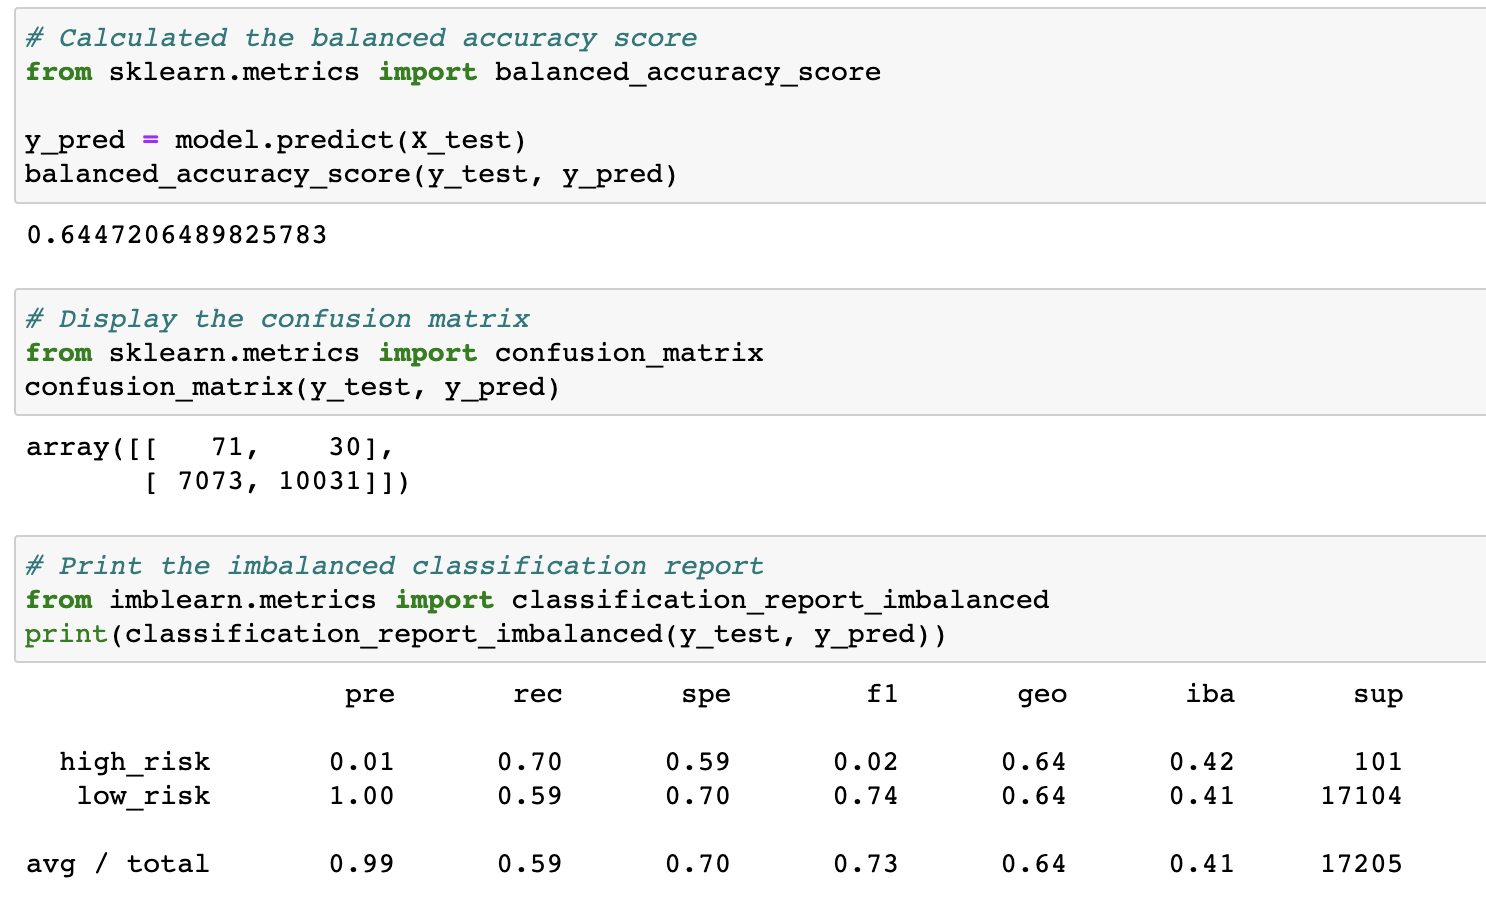 # Calculated the balanced accuracy score
from sklearn.metrics import balanced_accuracy_score
y_pred = model.predict(X_test)
balanced_accuracy_score(y_test, y_pred)
0.6447206489825783
# Display the confusion matrix
from sklearn.metrics import confusion_matrix
confusion_matrix(y_test, y_pred)
array([[   71,    30],
       [ 7073, 10031]])
# Print the imbalanced classification report
from imblearn.metrics import classification_report_imbalanced
print(classification_report_imbalanced(y_test, y_pred))
                   pre       rec       spe        f1       geo       iba       sup
  high_risk       0.01      0.70      0.59      0.02      0.64      0.42       101
   low_risk       1.00      0.59      0.70      0.74      0.64      0.41     17104
avg / total       0.99      0.59      0.70      0.73      0.64      0.41     17205